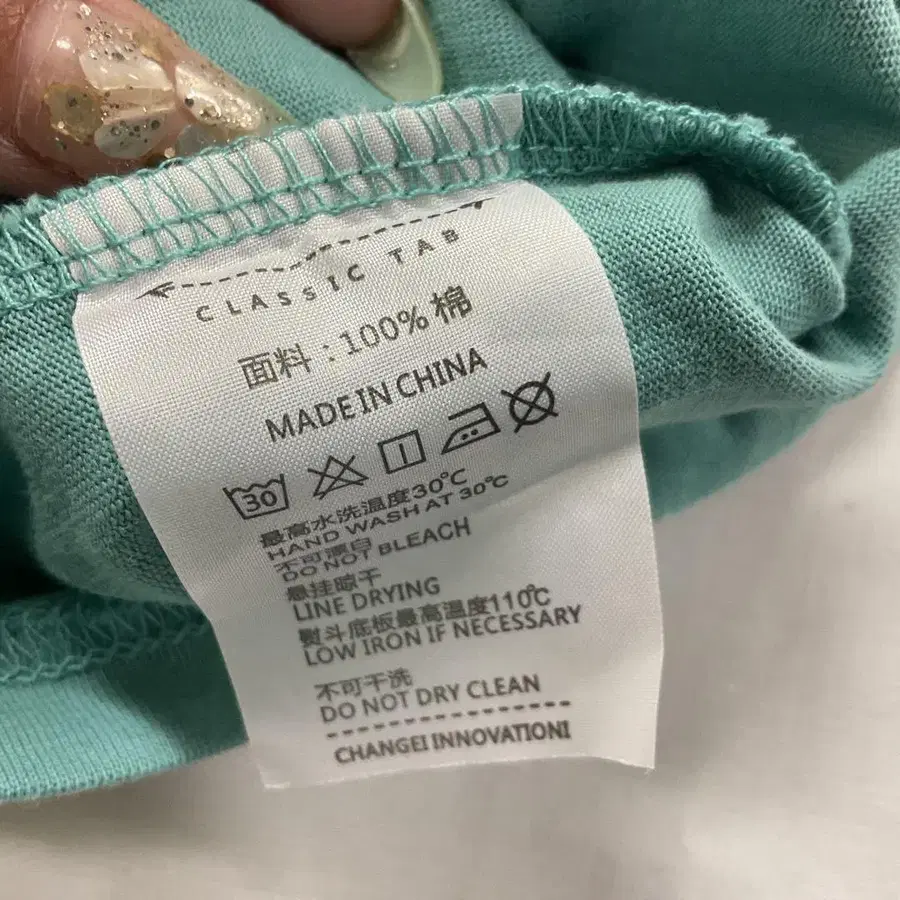 CLASSIC TAB
面料：100% 棉
MADE IN CHINA
30
最高水洗温度30℃
HAND WASH AT 30℃
不可漂白
DO NOT BLEACH
悬挂晾干
LINE DRYING
熨斗底板最高温度110℃
LOW IRON IF NECESSARY
不可干洗
DO NOT DRY CLEAN
CHANGEI INNOVATIONI